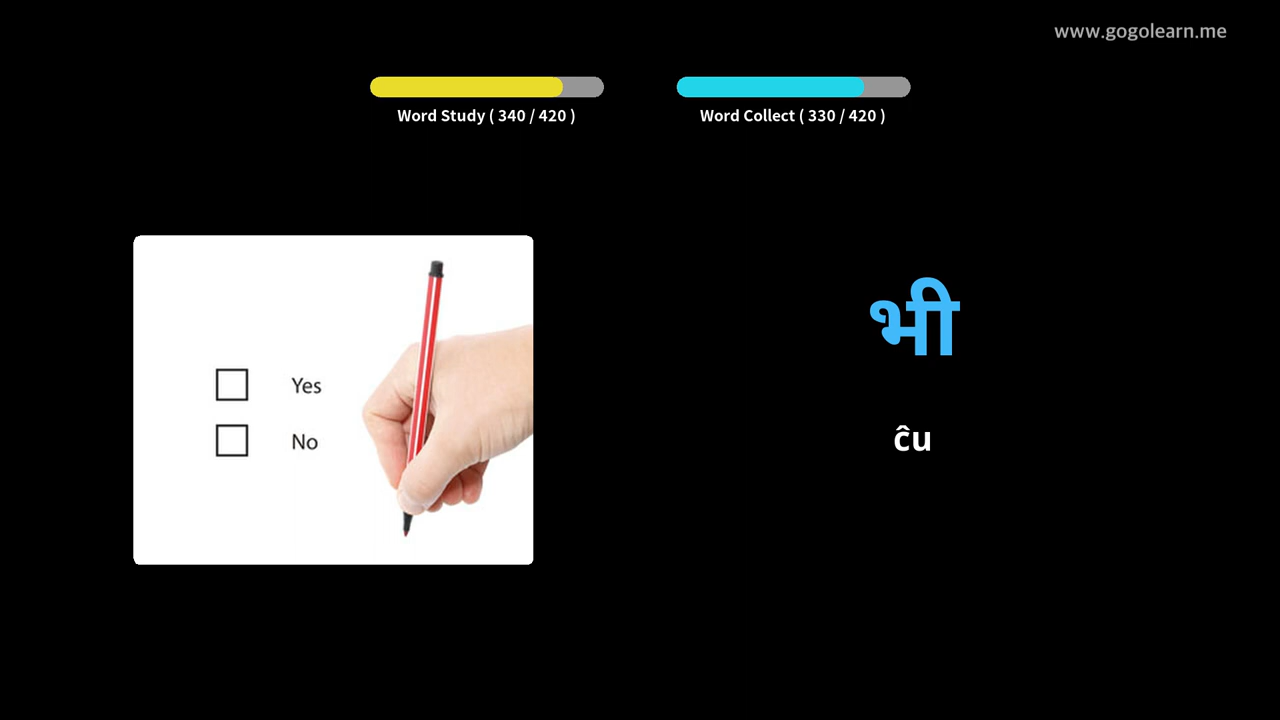 www.gogolearn.me
Word Study ( 340 / 420 )
Word Collect ( 330 / 420 )
Yes
No
भी
ĉu